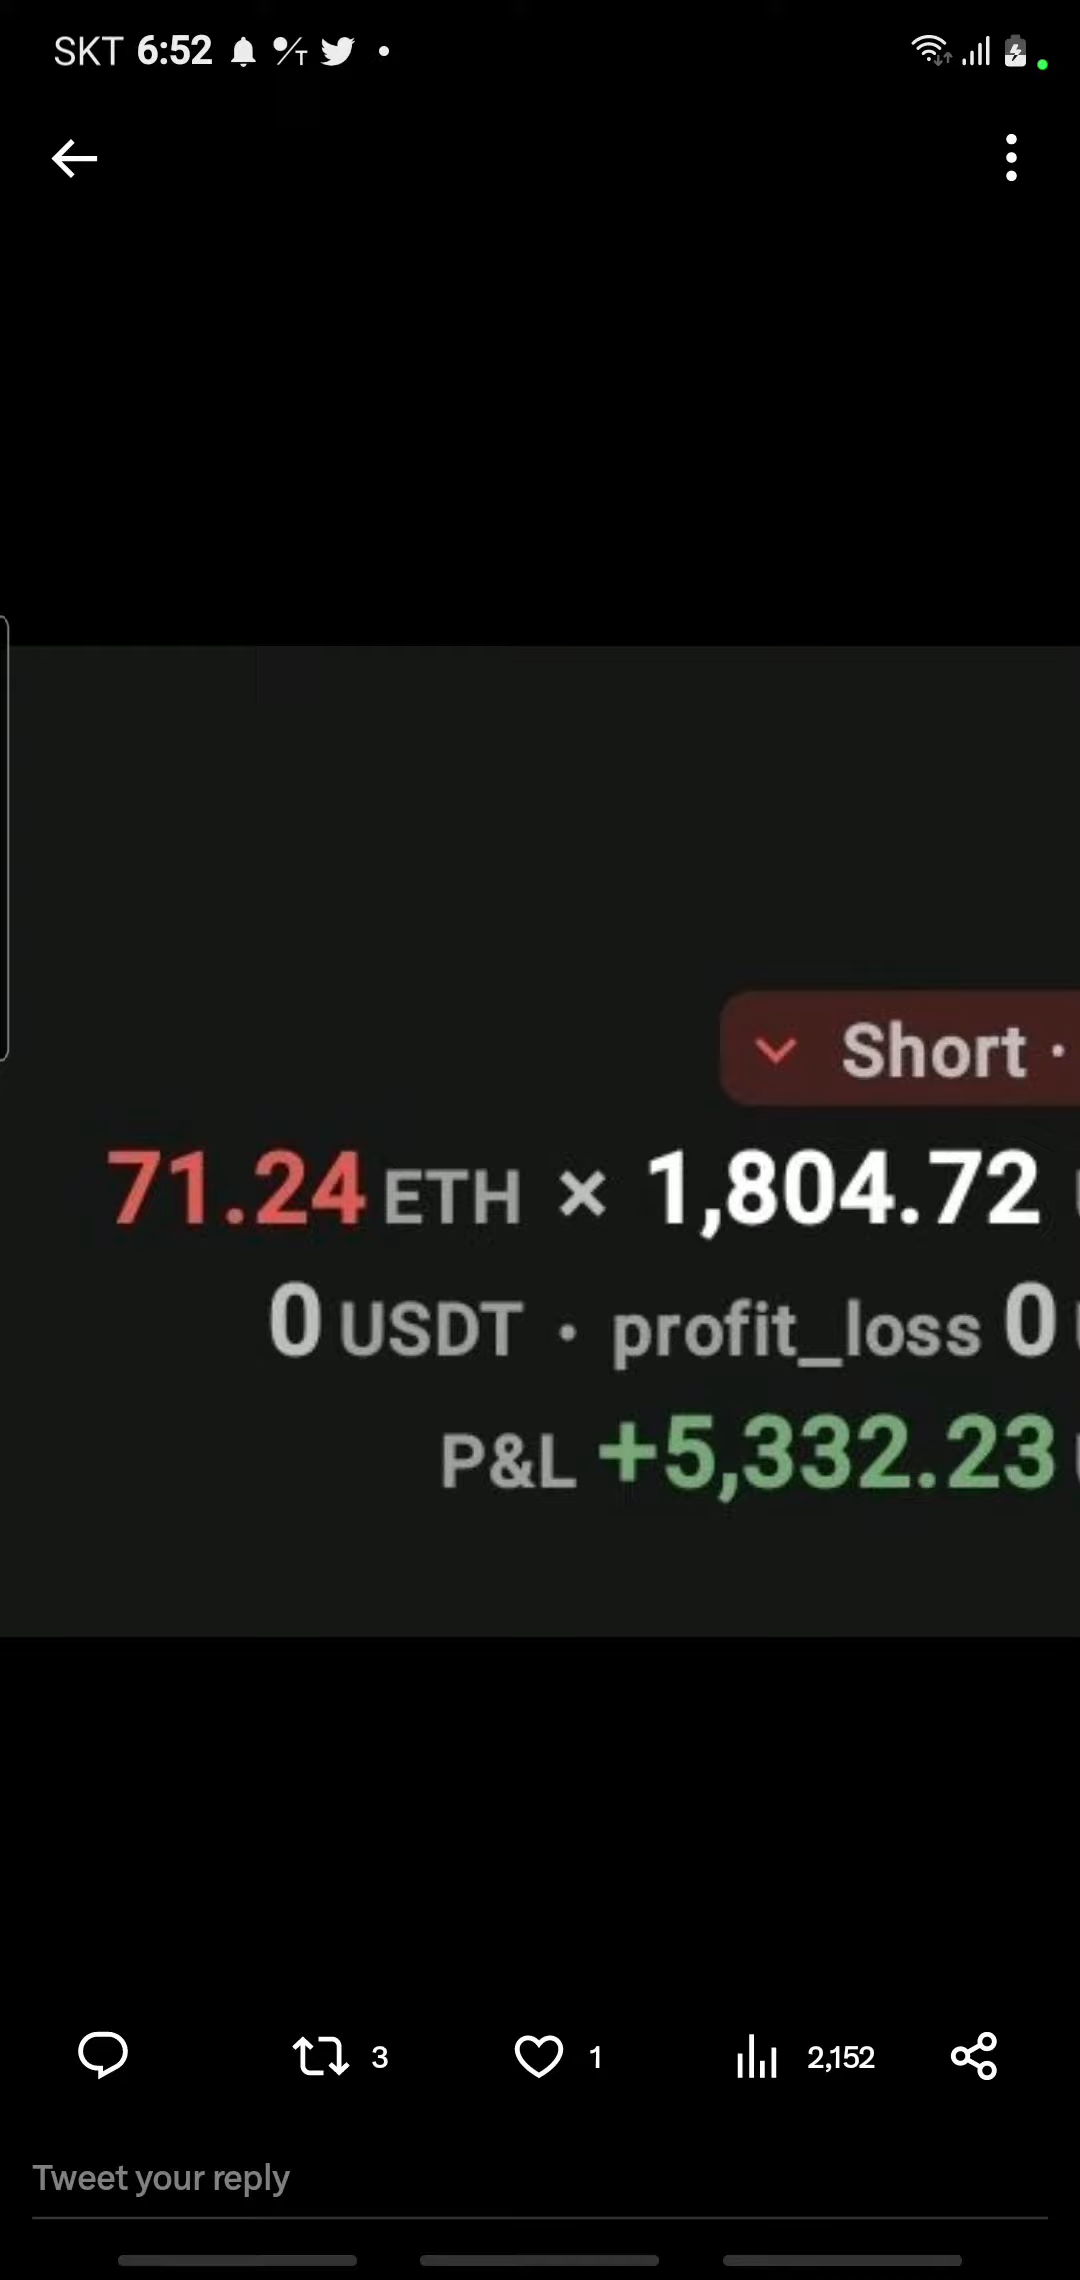 SKT 6:52
Short ·
71.24 ETH × 1,804.72
0 USDT · profit_loss 0
P&L +5,332.23
3 1 2,152
Tweet your reply